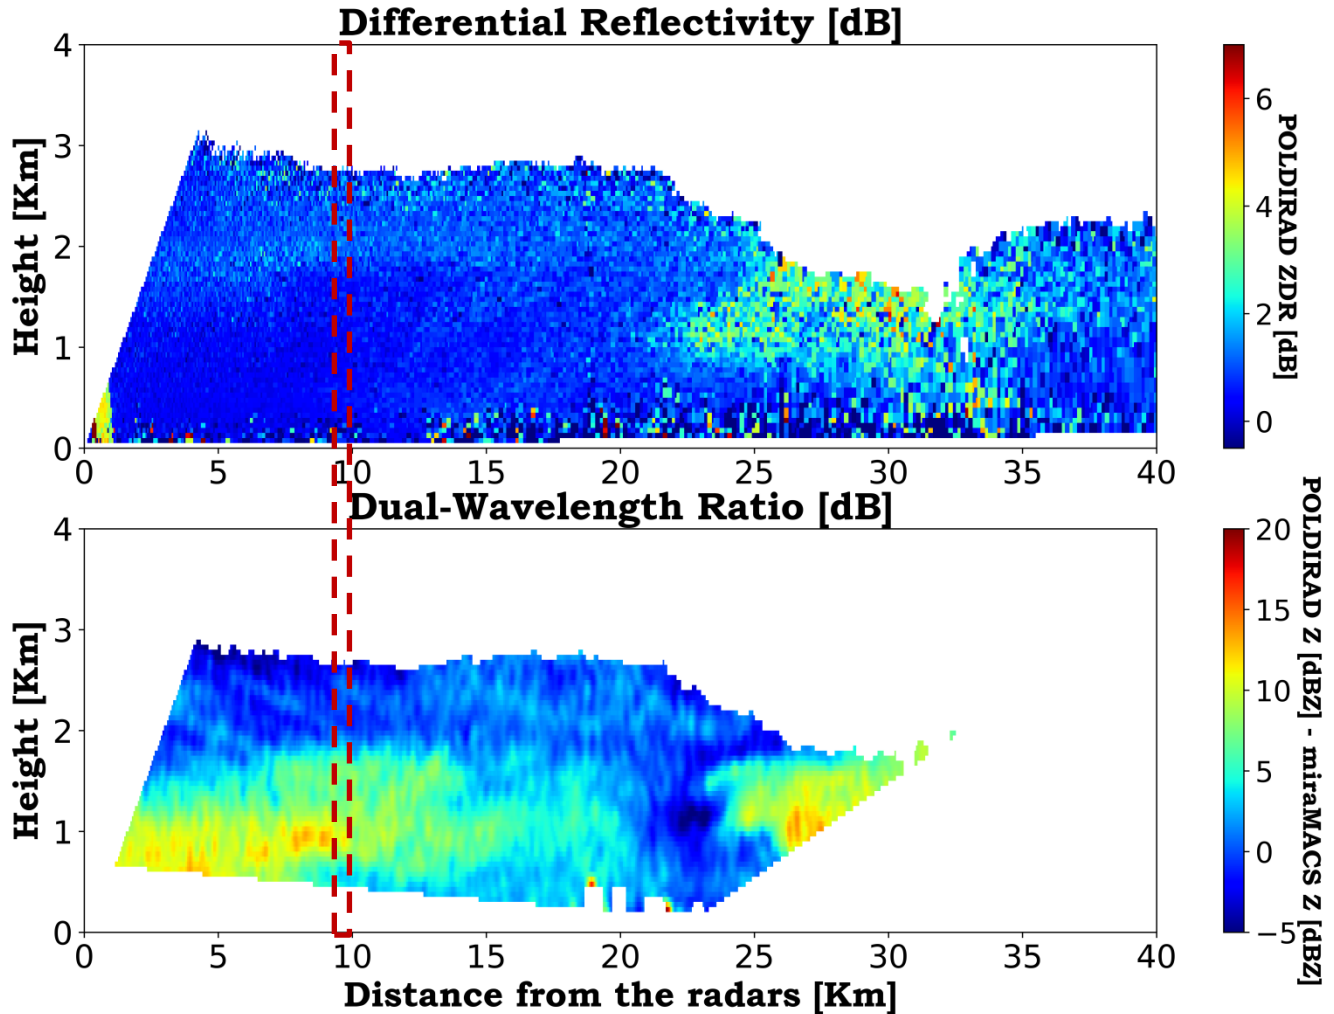 Differential Reflectivity [dB]
4
3
2
1
0
Height [Km]
0 5 10 15 20 25 30 35 40
6
4
2
0
POLDIRAD ZDR [dB]
Dual-Wavelength Ratio [dB]
4
3
2
1
0
Height [Km]
0 5 10 15 20 25 30 35 40
Distance from the radars [Km]
20
15
10
5
0
−5
POLDIRAD Z [dBZ] - miraMACS Z [dBZ]